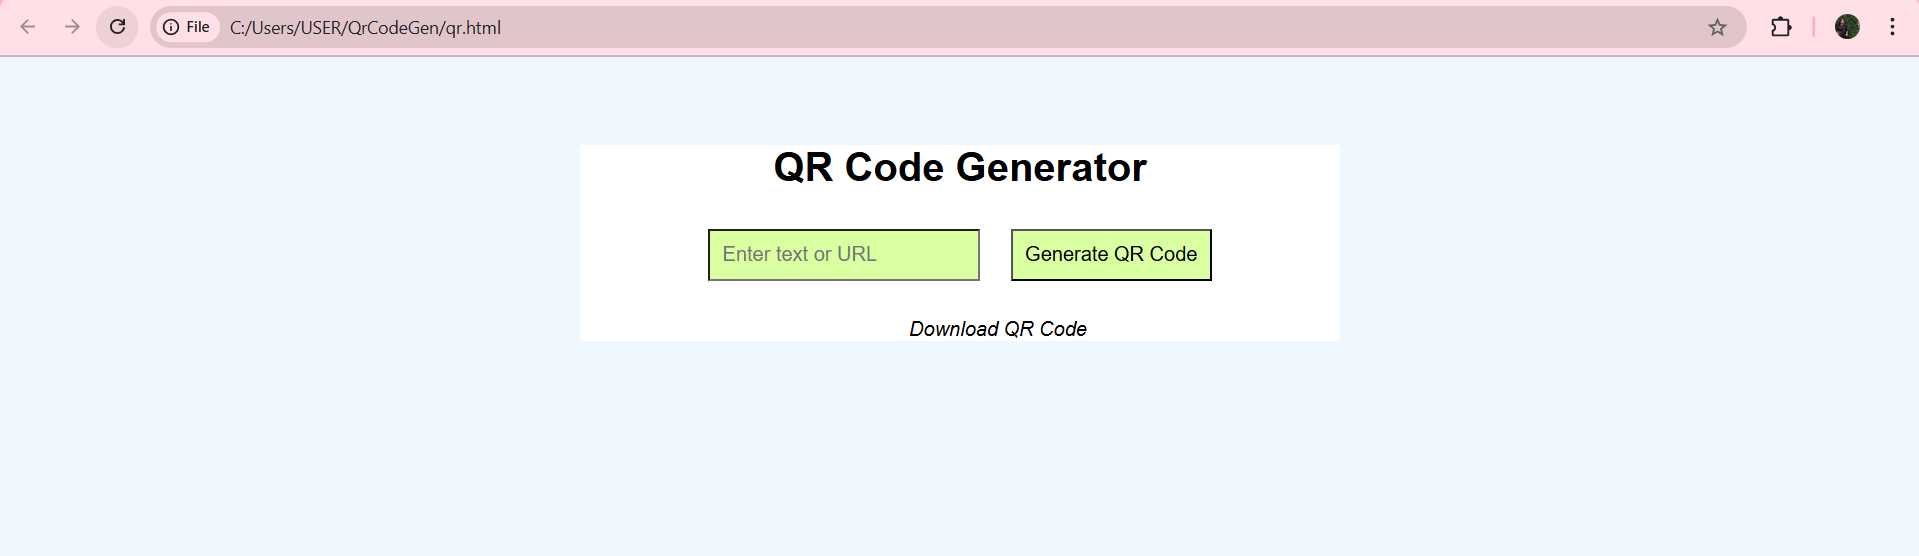 File C:/Users/USER/QrCodeGen/qr.html
QR Code Generator
Enter text or URL Generate QR Code
Download QR Code